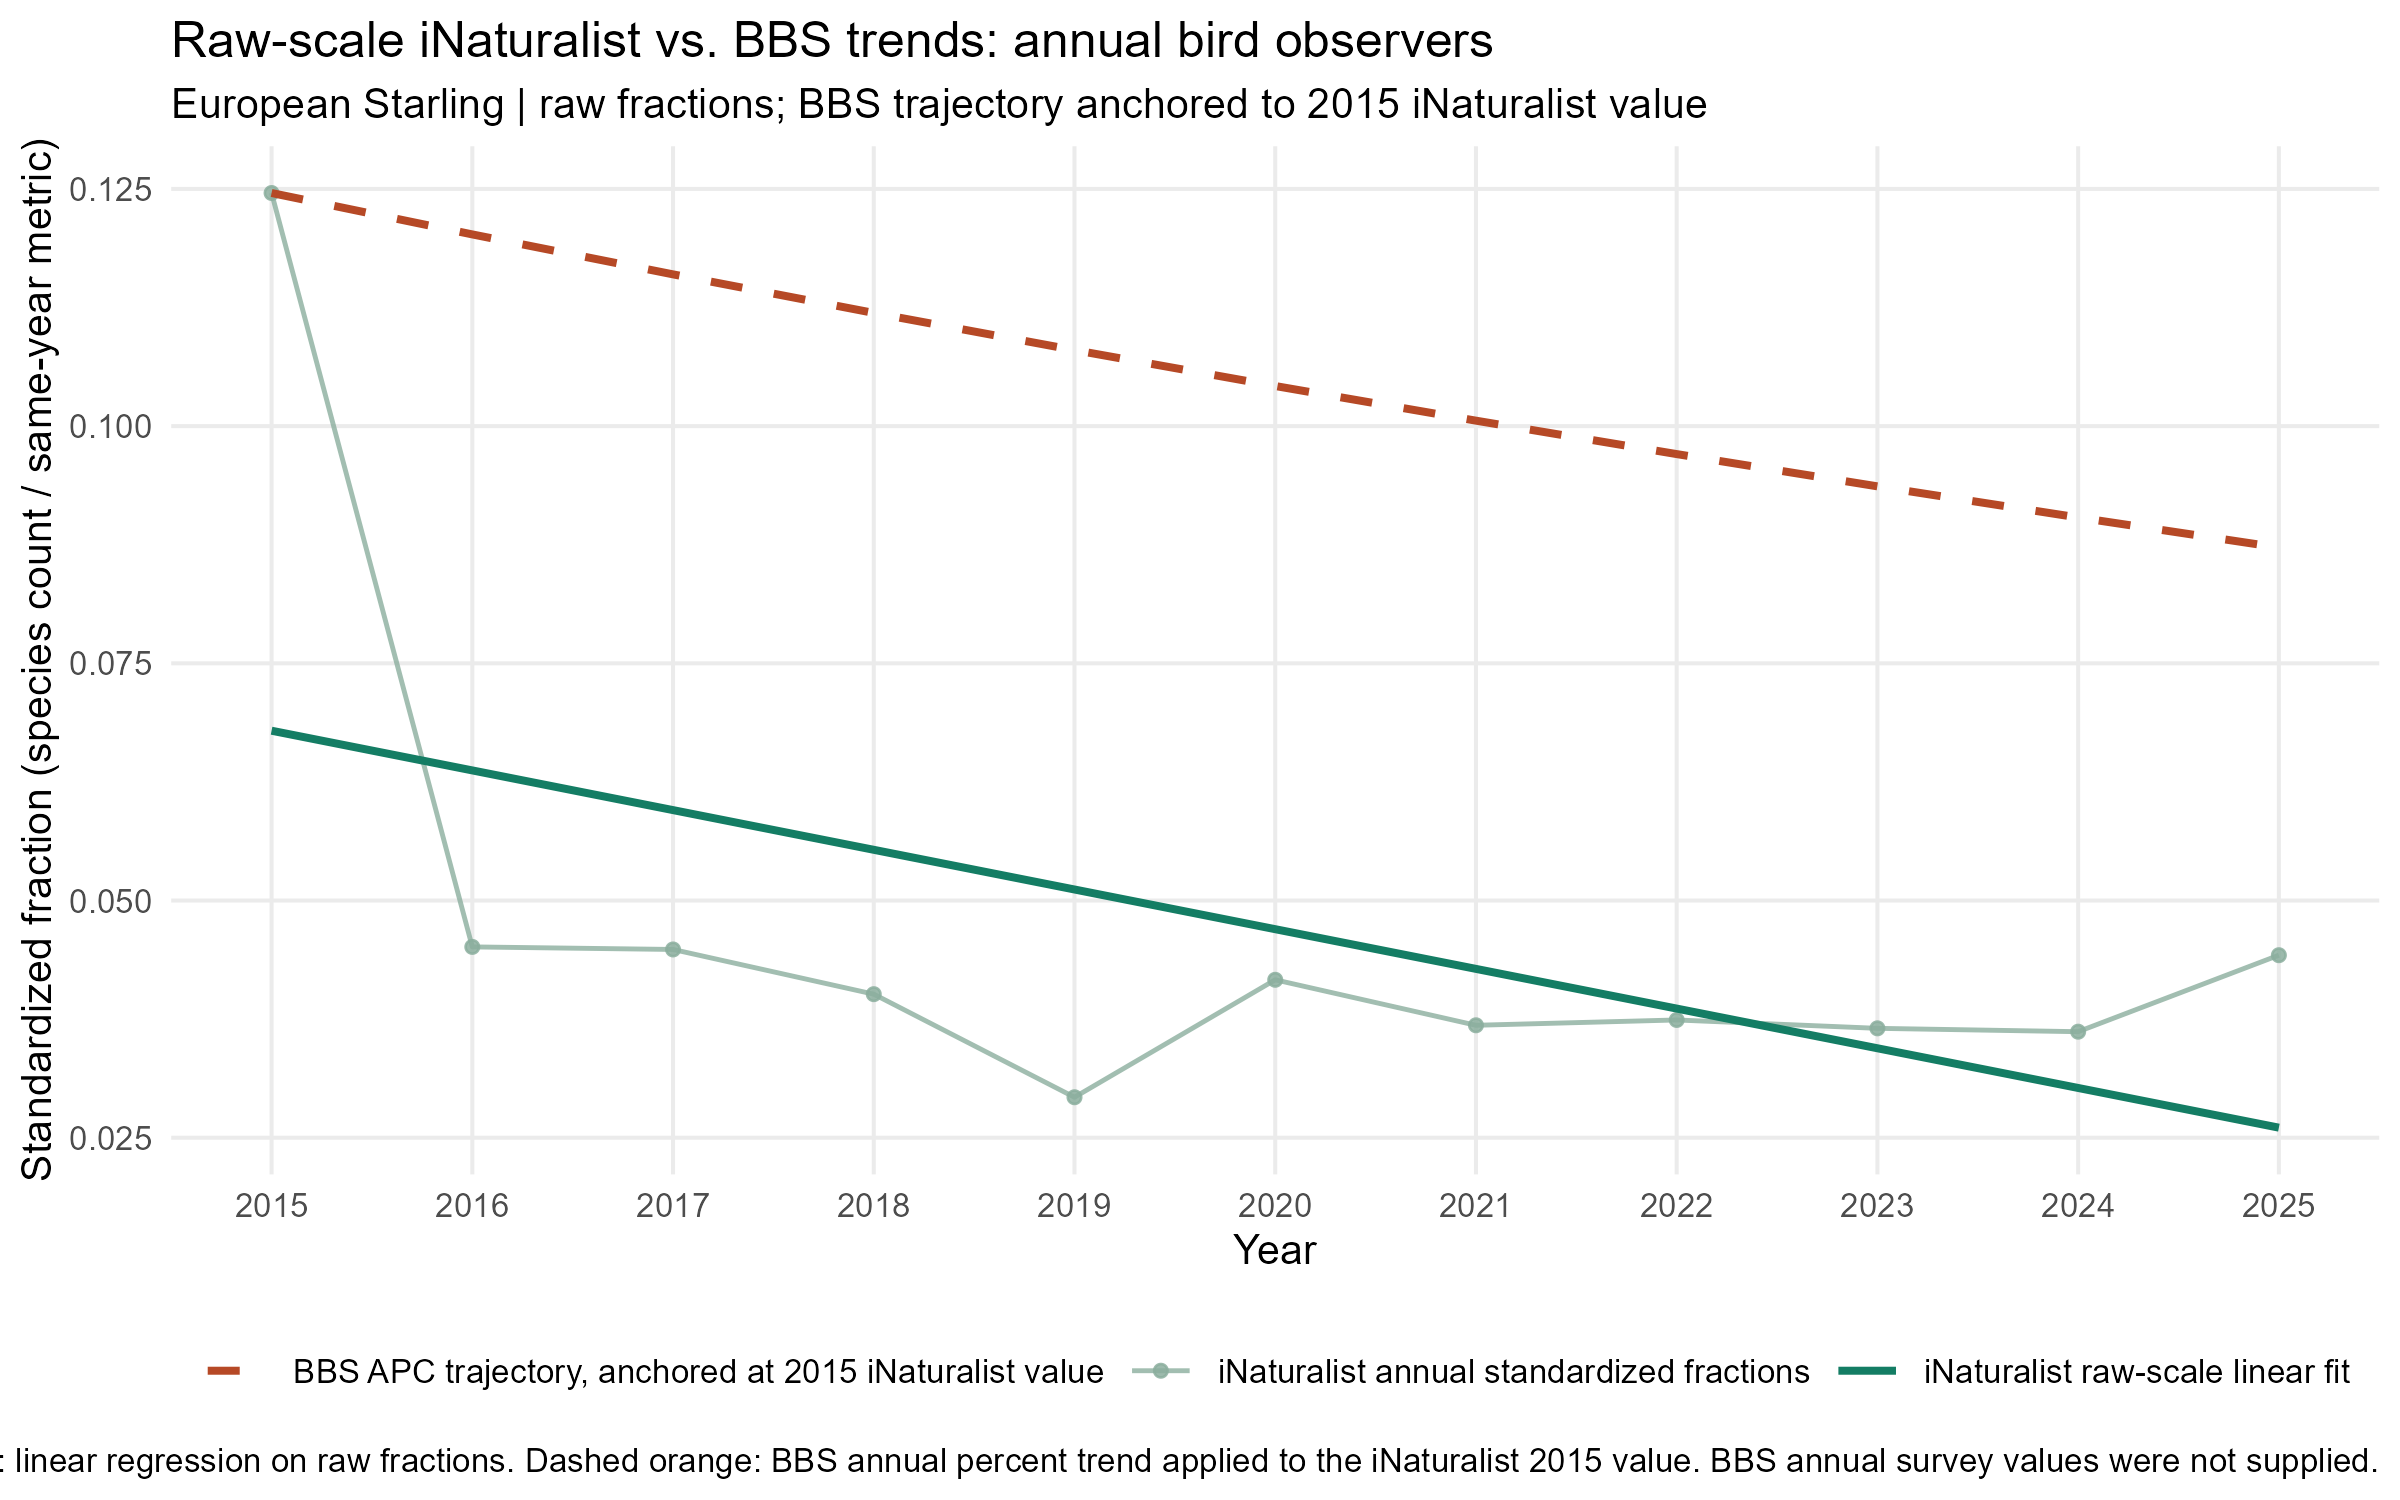 Raw-scale iNaturalist vs. BBS trends: annual bird observers
European Starling | raw fractions; BBS trajectory anchored to 2015 iNaturalist value
Standardized fraction (species count / same-year metric)
0.125
0.100
0.075
0.050
0.025
2015 2016 2017 2018 2019 2020 2021 2022 2023 2024 2025
Year
BBS APC trajectory, anchored at 2015 iNaturalist value iNaturalist annual standardized fractions iNaturalist raw-scale linear fit
: linear regression on raw fractions. Dashed orange: BBS annual percent trend applied to the iNaturalist 2015 value. BBS annual survey values were not supplied.